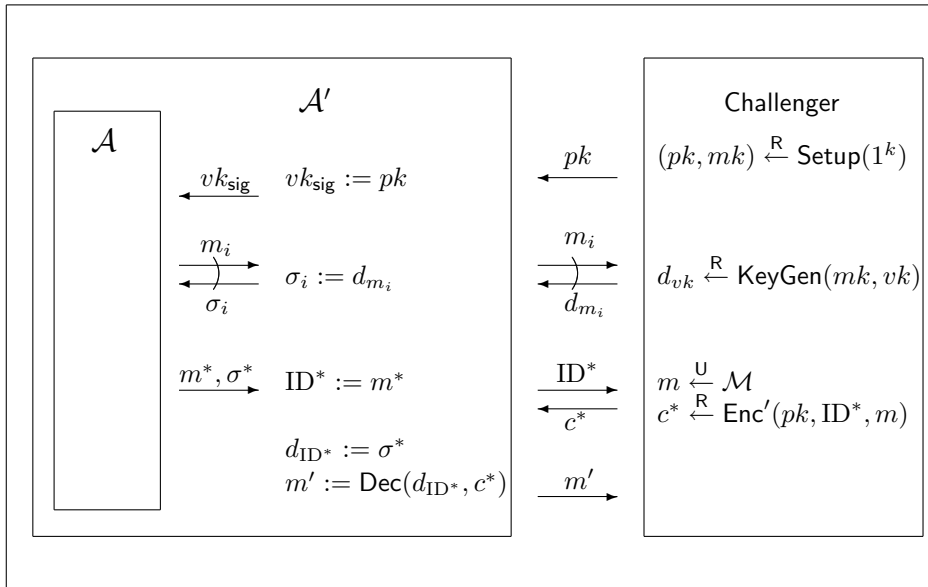 𝒜′ Challenger
𝒜
pk (pk, mk) ←R Setup(1^k)
vk_sig vk_sig := pk
m_i m_i
σ_i := d_{m_i} d_{vk} ←R KeyGen(mk, vk)
σ_i d_{m_i}
m*, σ* ID* := m* ID* m ←U ℳ
c* c* ←R Enc′(pk, ID*, m)
d_{ID*} := σ*
m′ := Dec(d_{ID*}, c*) m′